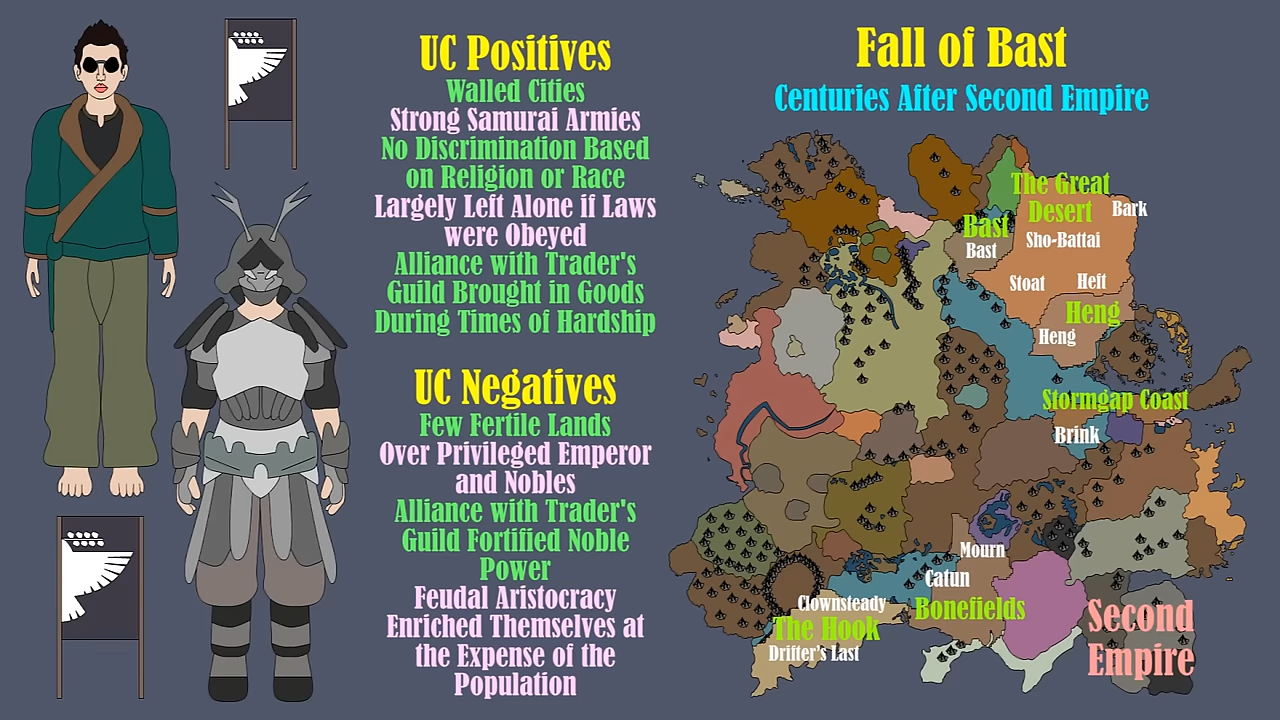 UC Positives
Walled Cities
Strong Samurai Armies
No Discrimination Based
on Religion or Race
Largely Left Alone if Laws
were Obeyed
Alliance with Trader's
Guild Brought in Goods
During Times of Hardship
UC Negatives
Few Fertile Lands
Over Privileged Emperor
and Nobles
Alliance with Trader's
Guild Fortified Noble
Power
Feudal Aristocracy
Enriched Themselves at
the Expense of the
Population
Fall of Bast
Centuries After Second Empire
The Great
Desert
Bark
Bast
Bast
Sho-Battai
Stoat
Heft
Heng
Heng
Stormgap Coast
Brink
Mourn
Catun
Clownsteady
Bonefields
The Hook
Drifter's Last
Second
Empire